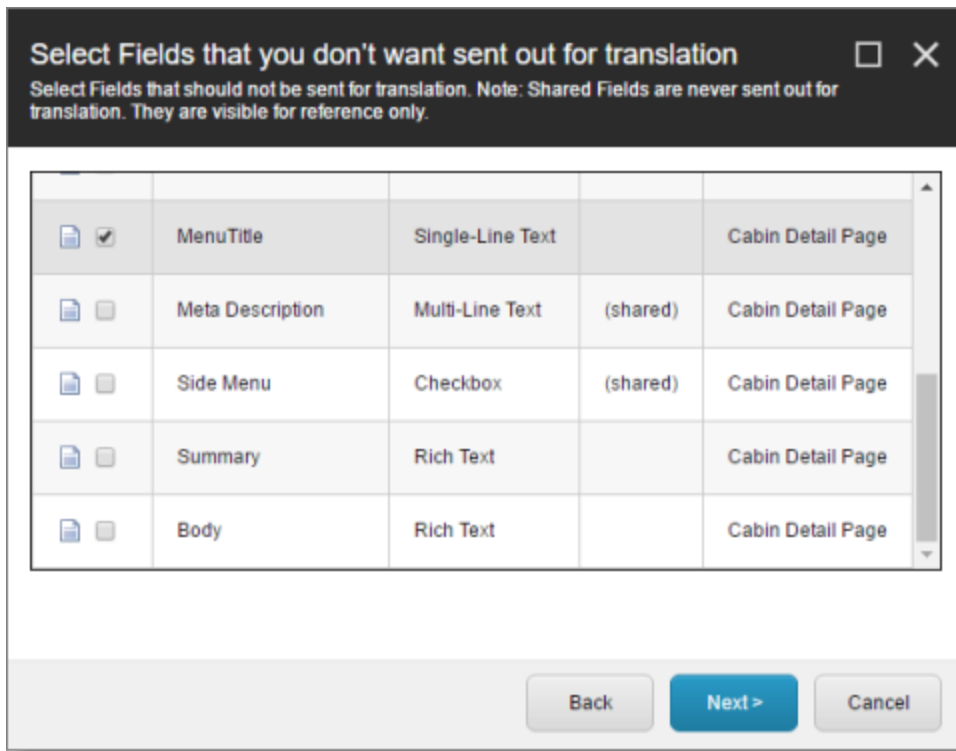 Select Fields that you don't want sent out for translation
Select Fields that should not be sent for translation. Note: Shared Fields are never sent out for
translation. They are visible for reference only.
MenuTitle Single-Line Text Cabin Detail Page
Meta Description Multi-Line Text (shared) Cabin Detail Page
Side Menu Checkbox (shared) Cabin Detail Page
Summary Rich Text Cabin Detail Page
Body Rich Text Cabin Detail Page
Back Next > Cancel